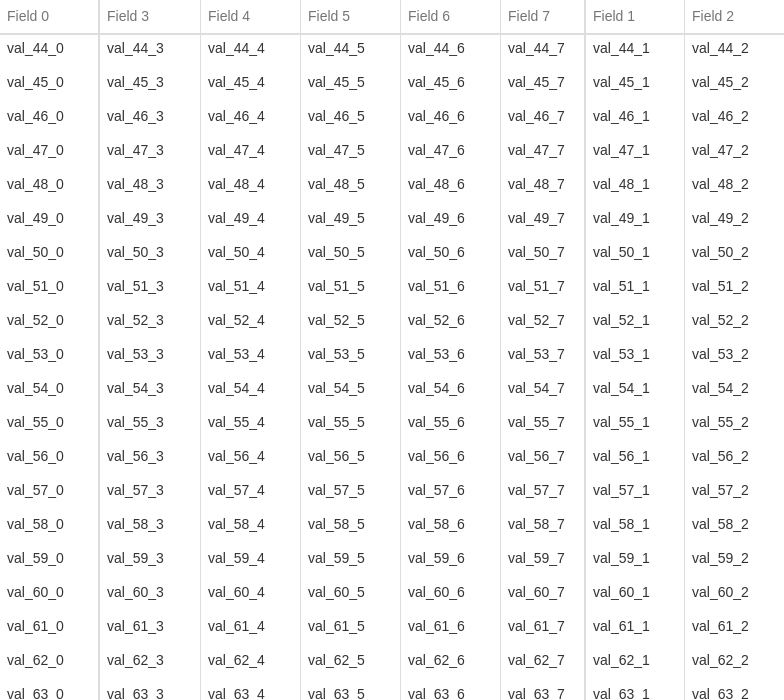 Field 0 Field 3 Field 4 Field 5 Field 6 Field 7 Field 1 Field 2
val_44_0 val_44_3 val_44_4 val_44_5 val_44_6 val_44_7 val_44_1 val_44_2
val_45_0 val_45_3 val_45_4 val_45_5 val_45_6 val_45_7 val_45_1 val_45_2
val_46_0 val_46_3 val_46_4 val_46_5 val_46_6 val_46_7 val_46_1 val_46_2
val_47_0 val_47_3 val_47_4 val_47_5 val_47_6 val_47_7 val_47_1 val_47_2
val_48_0 val_48_3 val_48_4 val_48_5 val_48_6 val_48_7 val_48_1 val_48_2
val_49_0 val_49_3 val_49_4 val_49_5 val_49_6 val_49_7 val_49_1 val_49_2
val_50_0 val_50_3 val_50_4 val_50_5 val_50_6 val_50_7 val_50_1 val_50_2
val_51_0 val_51_3 val_51_4 val_51_5 val_51_6 val_51_7 val_51_1 val_51_2
val_52_0 val_52_3 val_52_4 val_52_5 val_52_6 val_52_7 val_52_1 val_52_2
val_53_0 val_53_3 val_53_4 val_53_5 val_53_6 val_53_7 val_53_1 val_53_2
val_54_0 val_54_3 val_54_4 val_54_5 val_54_6 val_54_7 val_54_1 val_54_2
val_55_0 val_55_3 val_55_4 val_55_5 val_55_6 val_55_7 val_55_1 val_55_2
val_56_0 val_56_3 val_56_4 val_56_5 val_56_6 val_56_7 val_56_1 val_56_2
val_57_0 val_57_3 val_57_4 val_57_5 val_57_6 val_57_7 val_57_1 val_57_2
val_58_0 val_58_3 val_58_4 val_58_5 val_58_6 val_58_7 val_58_1 val_58_2
val_59_0 val_59_3 val_59_4 val_59_5 val_59_6 val_59_7 val_59_1 val_59_2
val_60_0 val_60_3 val_60_4 val_60_5 val_60_6 val_60_7 val_60_1 val_60_2
val_61_0 val_61_3 val_61_4 val_61_5 val_61_6 val_61_7 val_61_1 val_61_2
val_62_0 val_62_3 val_62_4 val_62_5 val_62_6 val_62_7 val_62_1 val_62_2
val_63_0 val_63_3 val_63_4 val_63_5 val_63_6 val_63_7 val_63_1 val_63_2